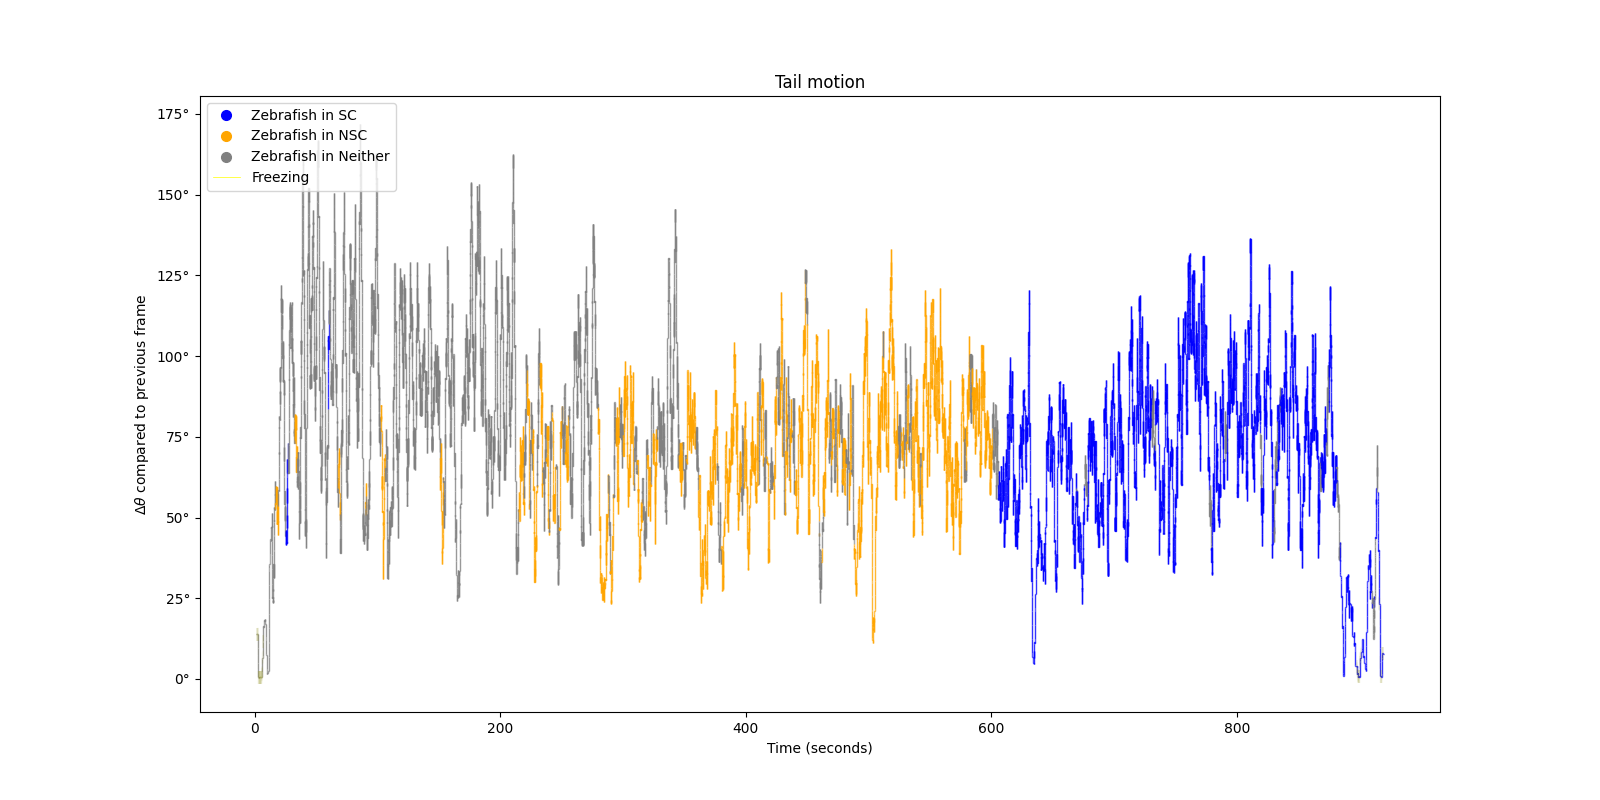 Tail motion
Zebrafish in SC
Zebrafish in NSC
Zebrafish in Neither
Freezing
175°
150°
125°
100°
75°
50°
25°
0°
Δθ compared to previous frame
0 200 400 600 800
Time (seconds)